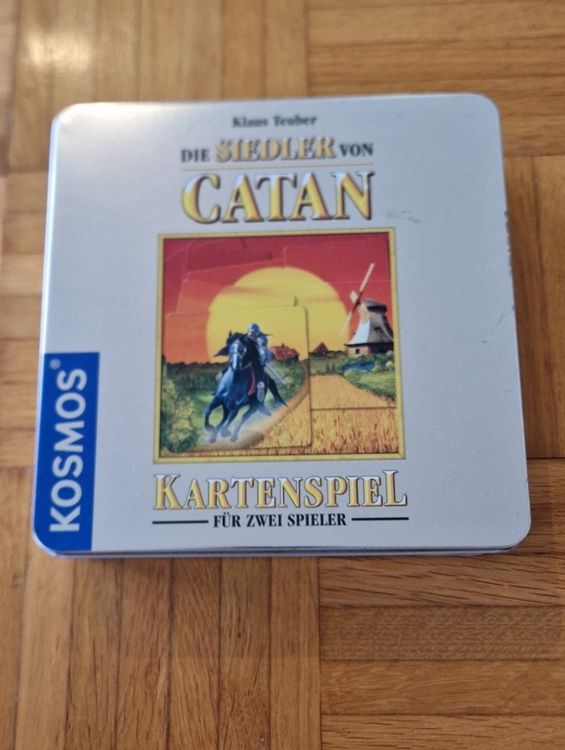 Klaus Teuber
DIE SIEDLER VON
CATAN
KARTENSPIEL
FÜR ZWEI SPIELER
KOSMOS®